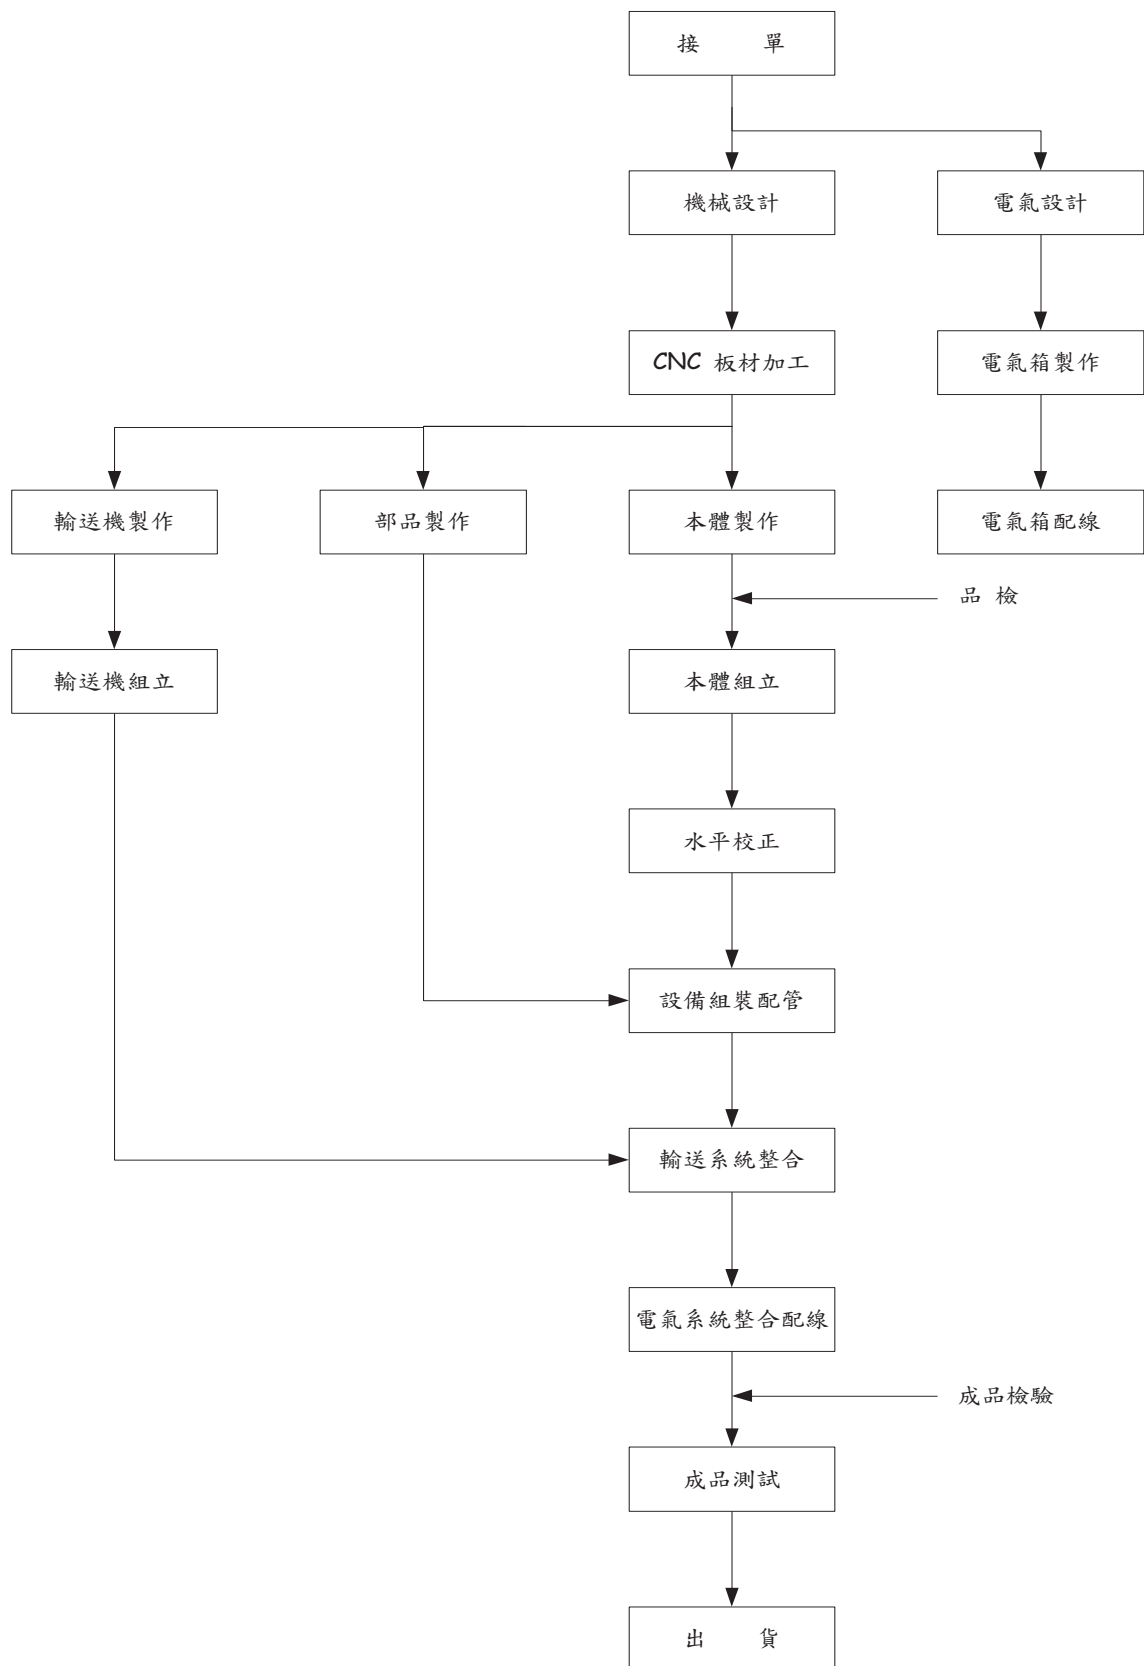 接 單
機械設計
電氣設計
CNC 板材加工
電氣箱製作
輸送機製作
部品製作
本體製作
電氣箱配線
品 檢
輸送機組立
本體組立
水平校正
設備組裝配管
輸送系統整合
電氣系統整合配線
成品檢驗
成品測試
出 貨